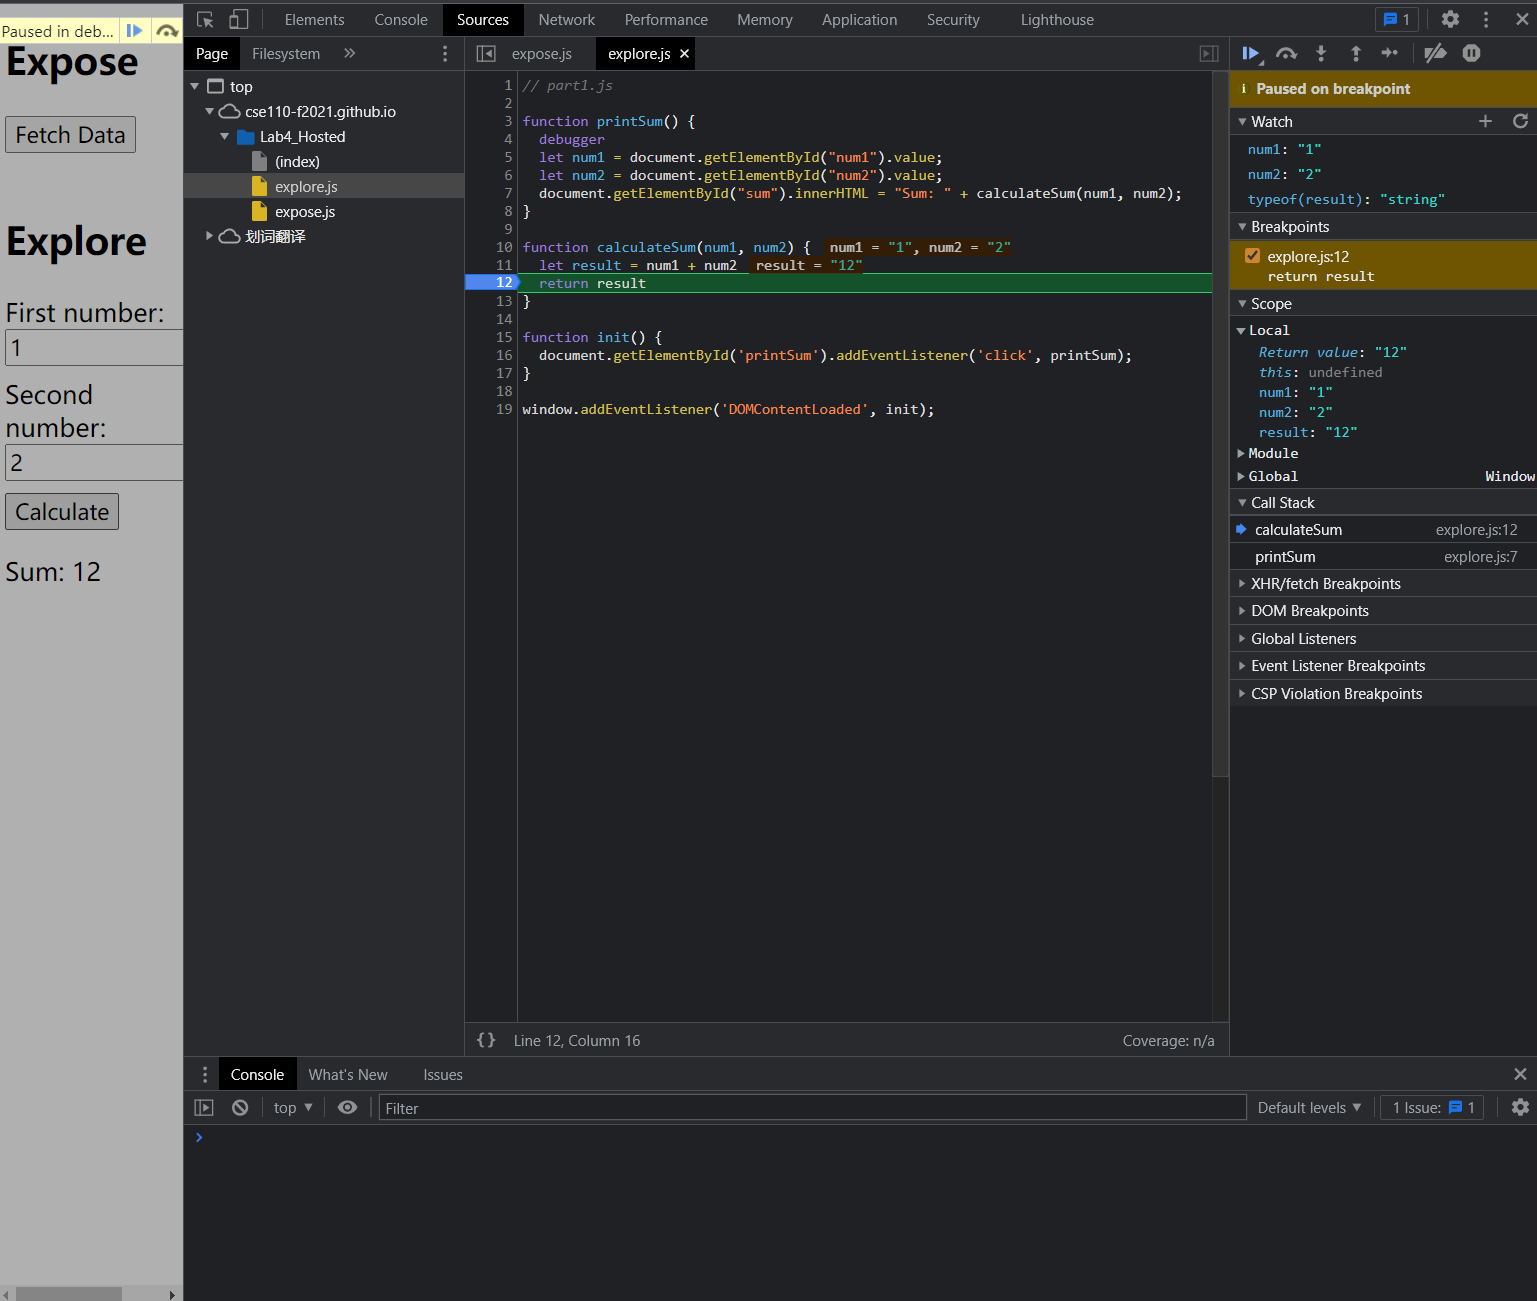 Paused in deb...
Expose
Fetch Data
Explore
First number:
1
Second
number:
2
Calculate
Sum: 12
Elements Console Sources Network Performance Memory Application Security Lighthouse 1
Page Filesystem
top
cse110-f2021.github.io
Lab4_Hosted
(index)
explore.js
expose.js
划词翻译
expose.js explore.js
1 // part1.js
2
3 function printSum() {
4 debugger
5 let num1 = document.getElementById("num1").value;
6 let num2 = document.getElementById("num2").value;
7 document.getElementById("sum").innerHTML = "Sum: " + calculateSum(num1, num2);
8 }
9
10 function calculateSum(num1, num2) { num1 = "1", num2 = "2"
11 let result = num1 + num2 result = "12"
12 return result
13 }
14
15 function init() {
16 document.getElementById('printSum').addEventListener('click', printSum);
17 }
18
19 window.addEventListener('DOMContentLoaded', init);
{} Line 12, Column 16 Coverage: n/a
Paused on breakpoint
Watch
num1: "1"
num2: "2"
typeof(result): "string"
Breakpoints
explore.js:12
return result
Scope
Local
Return value: "12"
this: undefined
num1: "1"
num2: "2"
result: "12"
Module
Global Window
Call Stack
calculateSum explore.js:12
printSum explore.js:7
XHR/fetch Breakpoints
DOM Breakpoints
Global Listeners
Event Listener Breakpoints
CSP Violation Breakpoints
Console What's New Issues
top Filter Default levels 1 Issue: 1